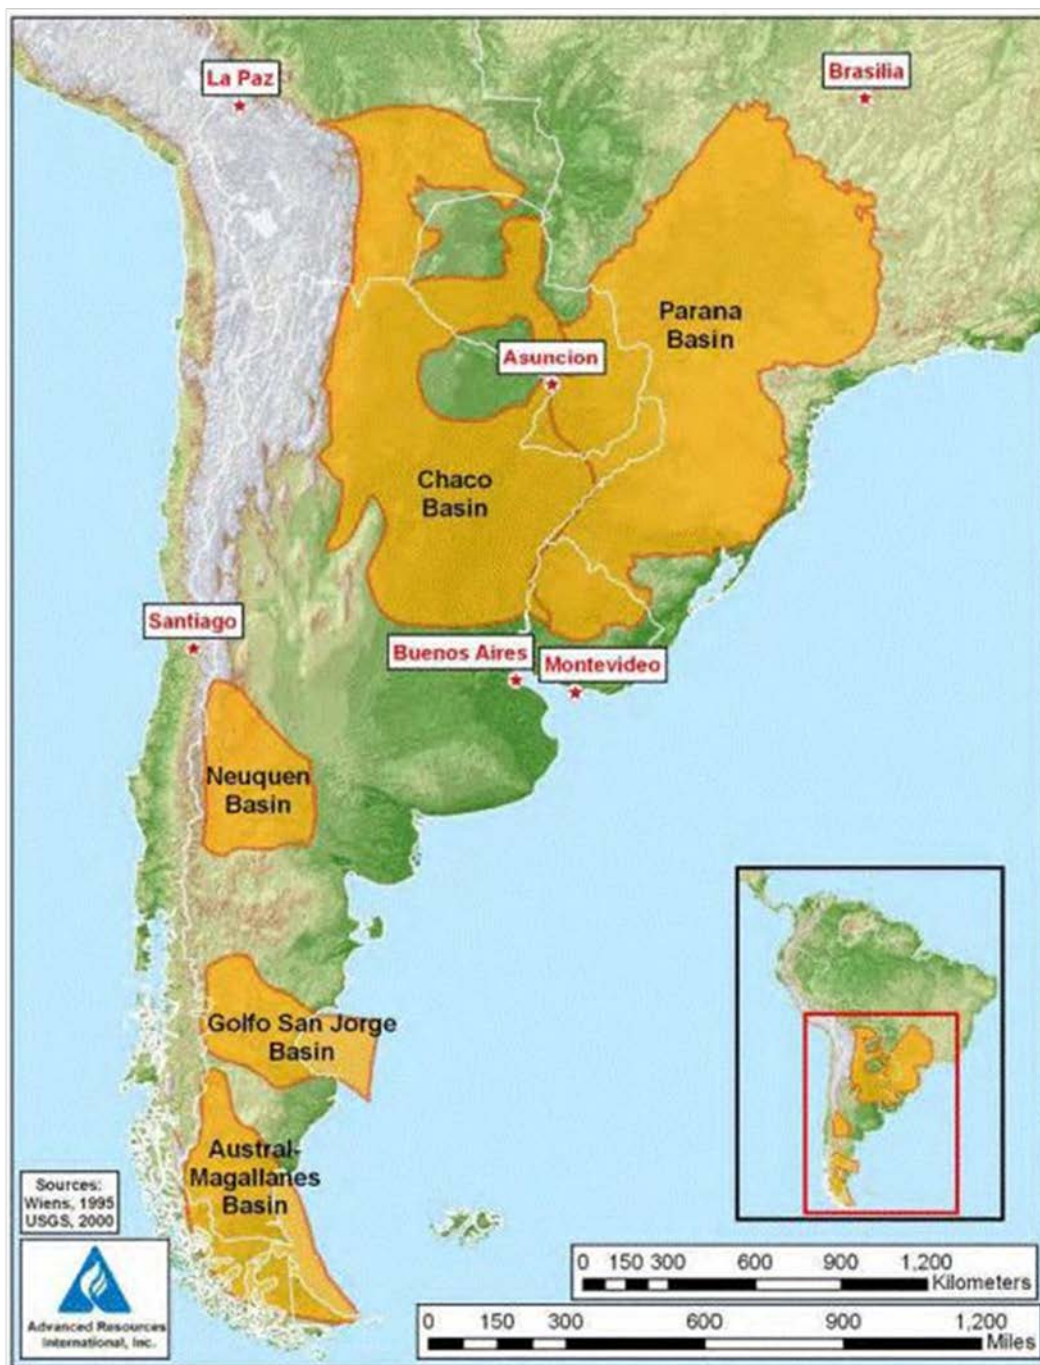 La Paz
Brasilia
Parana
Basin
Asuncion
Chaco
Basin
Santiago
Buenos Aires
Montevideo
Neuquen
Basin
Golfo San Jorge
Basin
Austral-
Magallanes
Basin
Sources:
Wiens, 1995
USGS, 2000
Advanced Resources
International, Inc.
0 150 300 600 900 1,200
Kilometers
0 150 300 600 900 1,200
Miles